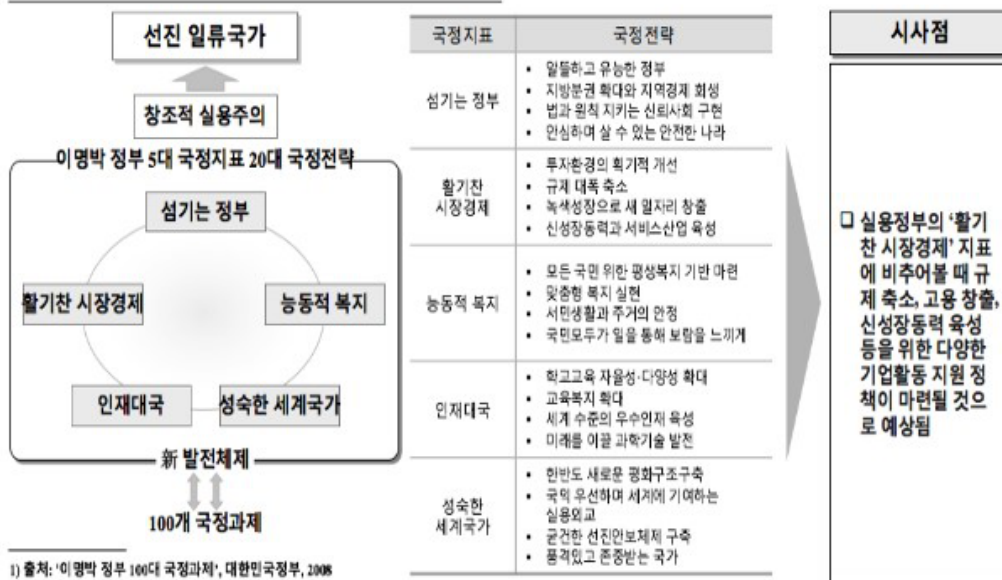 선진 일류국가
창조적 실용주의
이명박 정부 5대 국정지표 20대 국정전략
섬기는 정부
활기찬 시장경제
능동적 복지
인재대국
성숙한 세계국가
新 발전체제
100개 국정과제
1) 출처: '이명박 정부 100대 국정과제', 대한민국정부, 2008
국정지표
국정전략
섬기는 정부
▪ 알뜰하고 유능한 정부
▪ 지방분권 확대와 지역경제 회생
▪ 법과 원칙 지키는 신뢰사회 구현
▪ 안심하며 살 수 있는 안전한 나라
활기찬
시장경제
▪ 투자환경의 획기적 개선
▪ 규제 대폭 축소
▪ 녹색성장으로 새 일자리 창출
▪ 신성장동력과 서비스산업 육성
능동적 복지
▪ 모든 국민 위한 평생복지 기반 마련
▪ 맞춤형 복지 실현
▪ 서민생활과 주거의 안정
▪ 국민모두가 일을 통해 보람을 느끼게
인재대국
▪ 학교교육 자율성·다양성 확대
▪ 교육복지 확대
▪ 세계 수준의 우수인재 육성
▪ 미래를 이끌 과학기술 발전
성숙한
세계국가
▪ 한반도 새로운 평화구조구축
▪ 국익 우선하며 세계에 기여하는
실용외교
▪ 굳건한 선진안보체제 구축
▪ 품격있고 존중받는 국가
시사점
❑ 실용정부의 '활기
찬 시장경제' 지표
에 비추어볼 때 규
제 축소, 고용 창출,
신성장동력 육성
등을 위한 다양한
기업활동 지원 정
책이 마련될 것으
로 예상됨